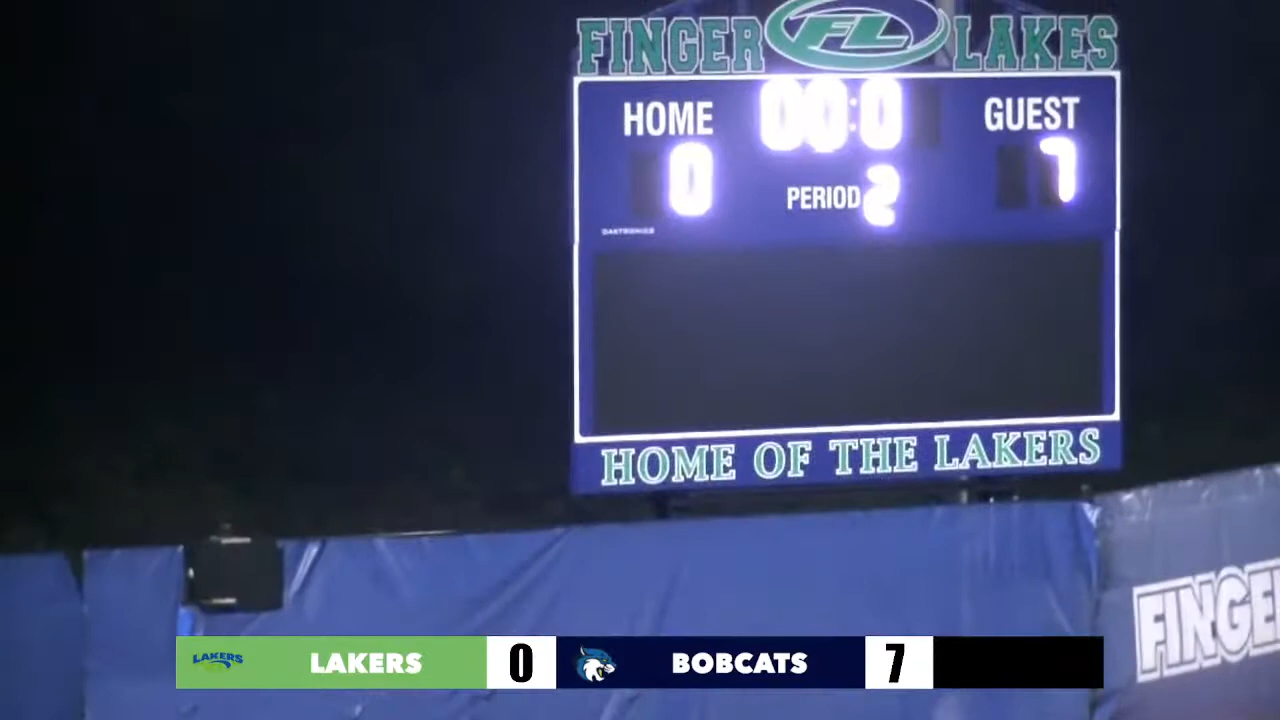 FINGER FL LAKES
HOME 00:0 GUEST
0 PERIOD 2 7
DAKTRONICS
HOME OF THE LAKERS
FINGE
LAKERS LAKERS 0 BOBCATS 7